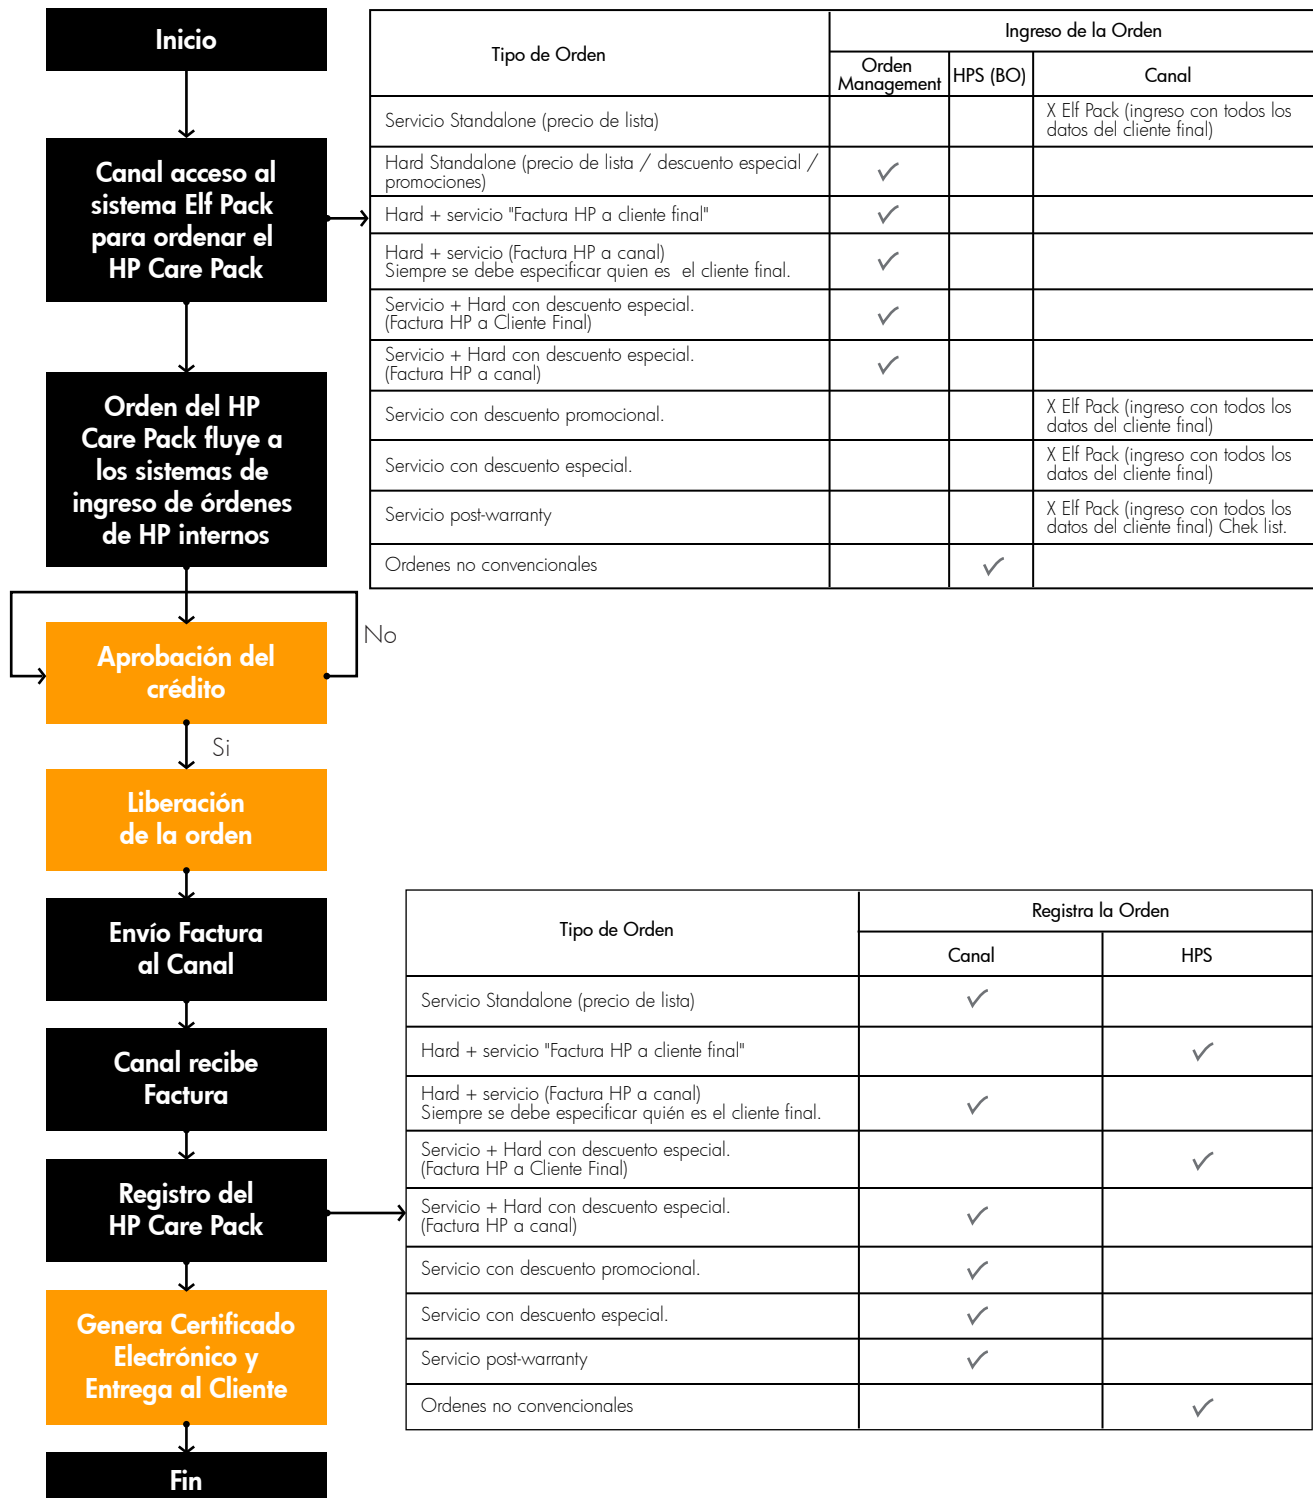 Inicio
Canal acceso al
sistema Elf Pack
para ordenar el
HP Care Pack
Orden del HP
Care Pack fluye a
los sistemas de
ingreso de órdenes
de HP internos
Aprobación del
crédito
No
Si
Liberación
de la orden
Envío Factura
al Canal
Canal recibe
Factura
Registro del
HP Care Pack
Genera Certificado
Electrónico y
Entrega al Cliente
Fin
Tipo de Orden
Ingreso de la Orden
Orden
Management
HPS (BO)
Canal
Servicio Standalone (precio de lista)
X Elf Pack (ingreso con todos los
datos del cliente final)
Hard Standalone (precio de lista / descuento especial /
promociones)
✓
Hard + servicio "Factura HP a cliente final"
✓
Hard + servicio (Factura HP a canal)
Siempre se debe especificar quien es el cliente final.
✓
Servicio + Hard con descuento especial.
(Factura HP a Cliente Final)
✓
Servicio + Hard con descuento especial.
(Factura HP a canal)
✓
Servicio con descuento promocional.
X Elf Pack (ingreso con todos los
datos del cliente final)
Servicio con descuento especial.
X Elf Pack (ingreso con todos los
datos del cliente final)
Servicio post-warranty
X Elf Pack (ingreso con todos los
datos del cliente final) Chek list.
Ordenes no convencionales
✓
Tipo de Orden
Registra la Orden
Canal
HPS
Servicio Standalone (precio de lista)
✓
Hard + servicio "Factura HP a cliente final"
✓
Hard + servicio (Factura HP a canal)
Siempre se debe especificar quién es el cliente final.
✓
Servicio + Hard con descuento especial.
(Factura HP a Cliente Final)
✓
Servicio + Hard con descuento especial.
(Factura HP a canal)
✓
Servicio con descuento promocional.
✓
Servicio con descuento especial.
✓
Servicio post-warranty
✓
Ordenes no convencionales
✓